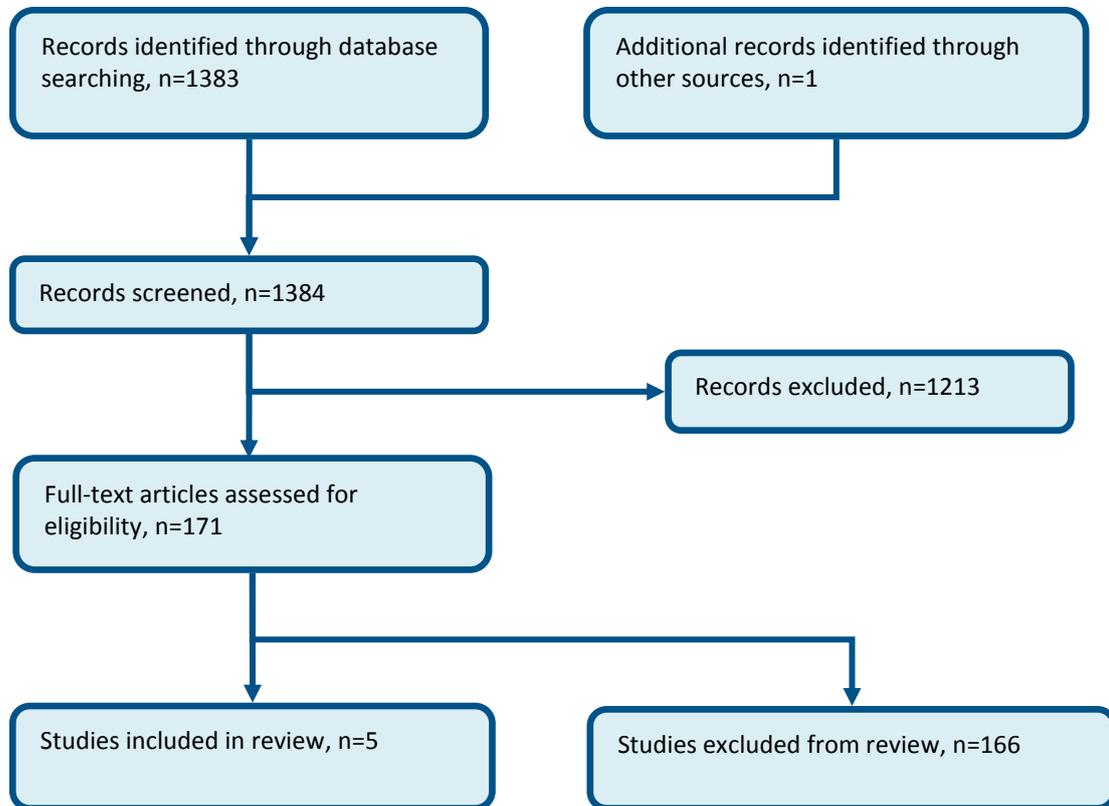 Records identified through database
searching, n=1383
Additional records identified through
other sources, n=1
Records screened, n=1384
Records excluded, n=1213
Full-text articles assessed for
eligibility, n=171
Studies included in review, n=5
Studies excluded from review, n=166